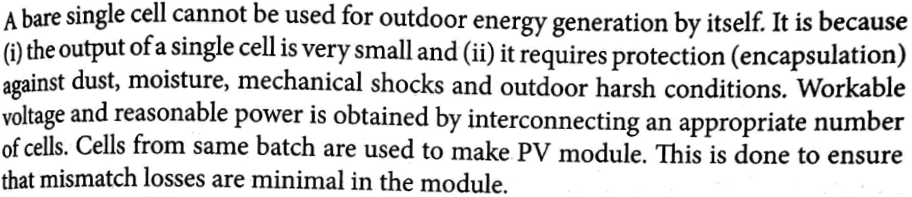 A bare single cell cannot be used for outdoor energy generation by itself. It is because
(i) the output of a single cell is very small and (ii) it requires protection (encapsulation)
against dust, moisture, mechanical shocks and outdoor harsh conditions. Workable
voltage and reasonable power is obtained by interconnecting an appropriate number
of cells. Cells from same batch are used to make PV module. This is done to ensure
that mismatch losses are minimal in the module.